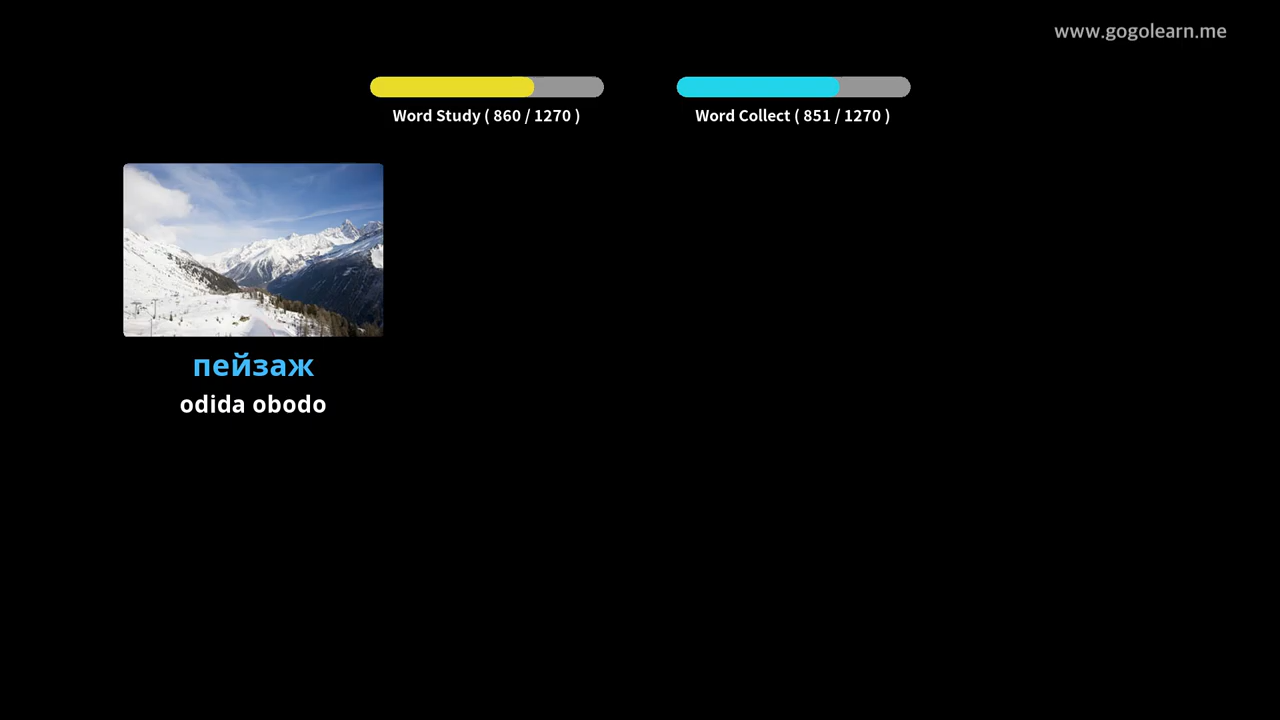 www.gogolearn.me
Word Study ( 860 / 1270 )
Word Collect ( 851 / 1270 )
пейзаж
odida obodo